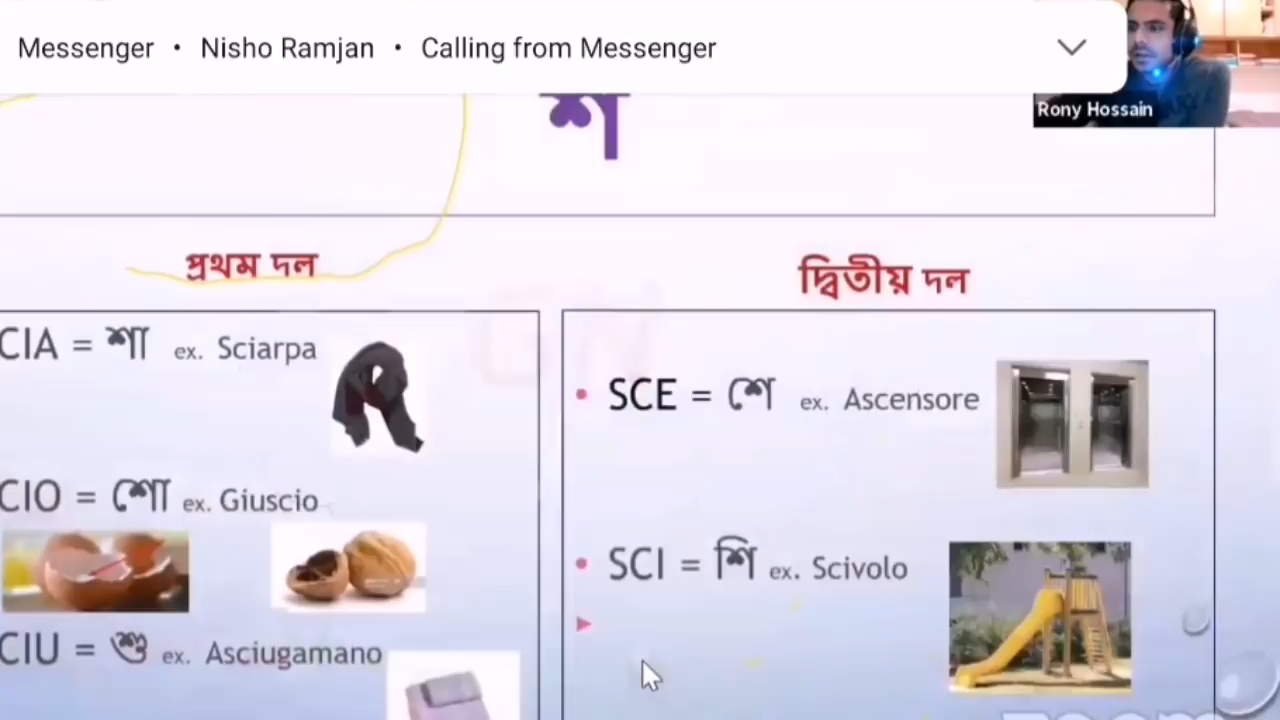 Messenger • Nisho Ramjan • Calling from Messenger
Rony Hossain
শ
প্রথম দল
দ্বিতীয় দল
CIA = শা ex. Sciarpa
CIO = শো ex. Giuscio
CIU = শু ex. Asciugamano
• SCE = শে ex. Ascensore
• SCI = শি ex. Scivolo